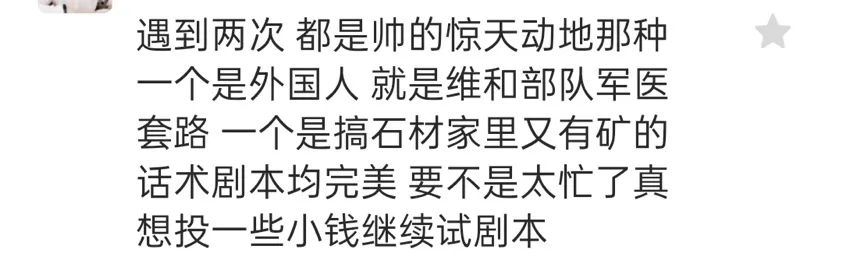 遇到两次 都是帅的惊天动地那种
一个是外国人 就是维和部队军医
套路 一个是搞石材家里又有矿的
话术剧本均完美 要不是太忙了真
想投一些小钱继续试剧本